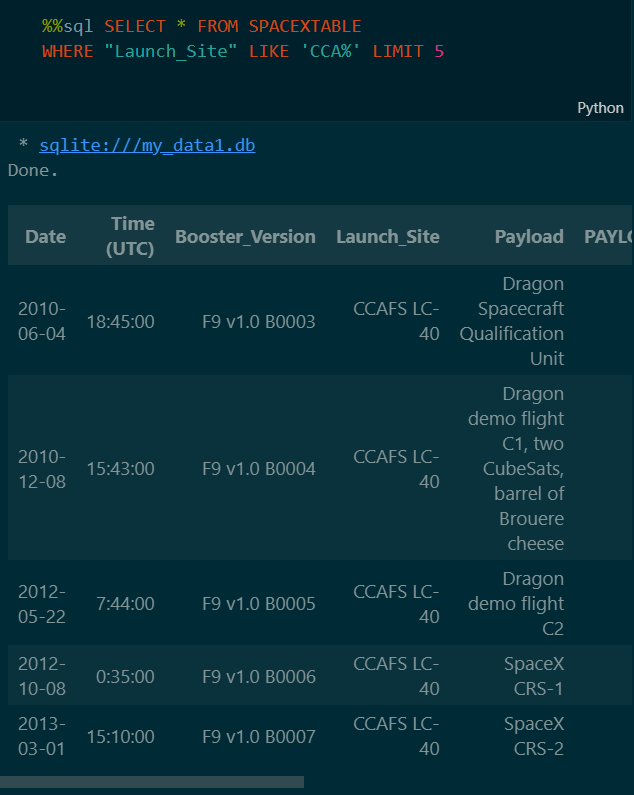 %%sql SELECT * FROM SPACEXTABLE
WHERE "Launch_Site" LIKE 'CCA%' LIMIT 5
Python
* sqlite:///my_data1.db
Done.
Date Time (UTC) Booster_Version Launch_Site Payload PAYLO
2010-06-04 18:45:00 F9 v1.0 B0003 CCAFS LC-40 Dragon Spacecraft Qualification Unit
2010-12-08 15:43:00 F9 v1.0 B0004 CCAFS LC-40 Dragon demo flight C1, two CubeSats, barrel of Brouere cheese
2012-05-22 7:44:00 F9 v1.0 B0005 CCAFS LC-40 Dragon demo flight C2
2012-10-08 0:35:00 F9 v1.0 B0006 CCAFS LC-40 SpaceX CRS-1
2013-03-01 15:10:00 F9 v1.0 B0007 CCAFS LC-40 SpaceX CRS-2